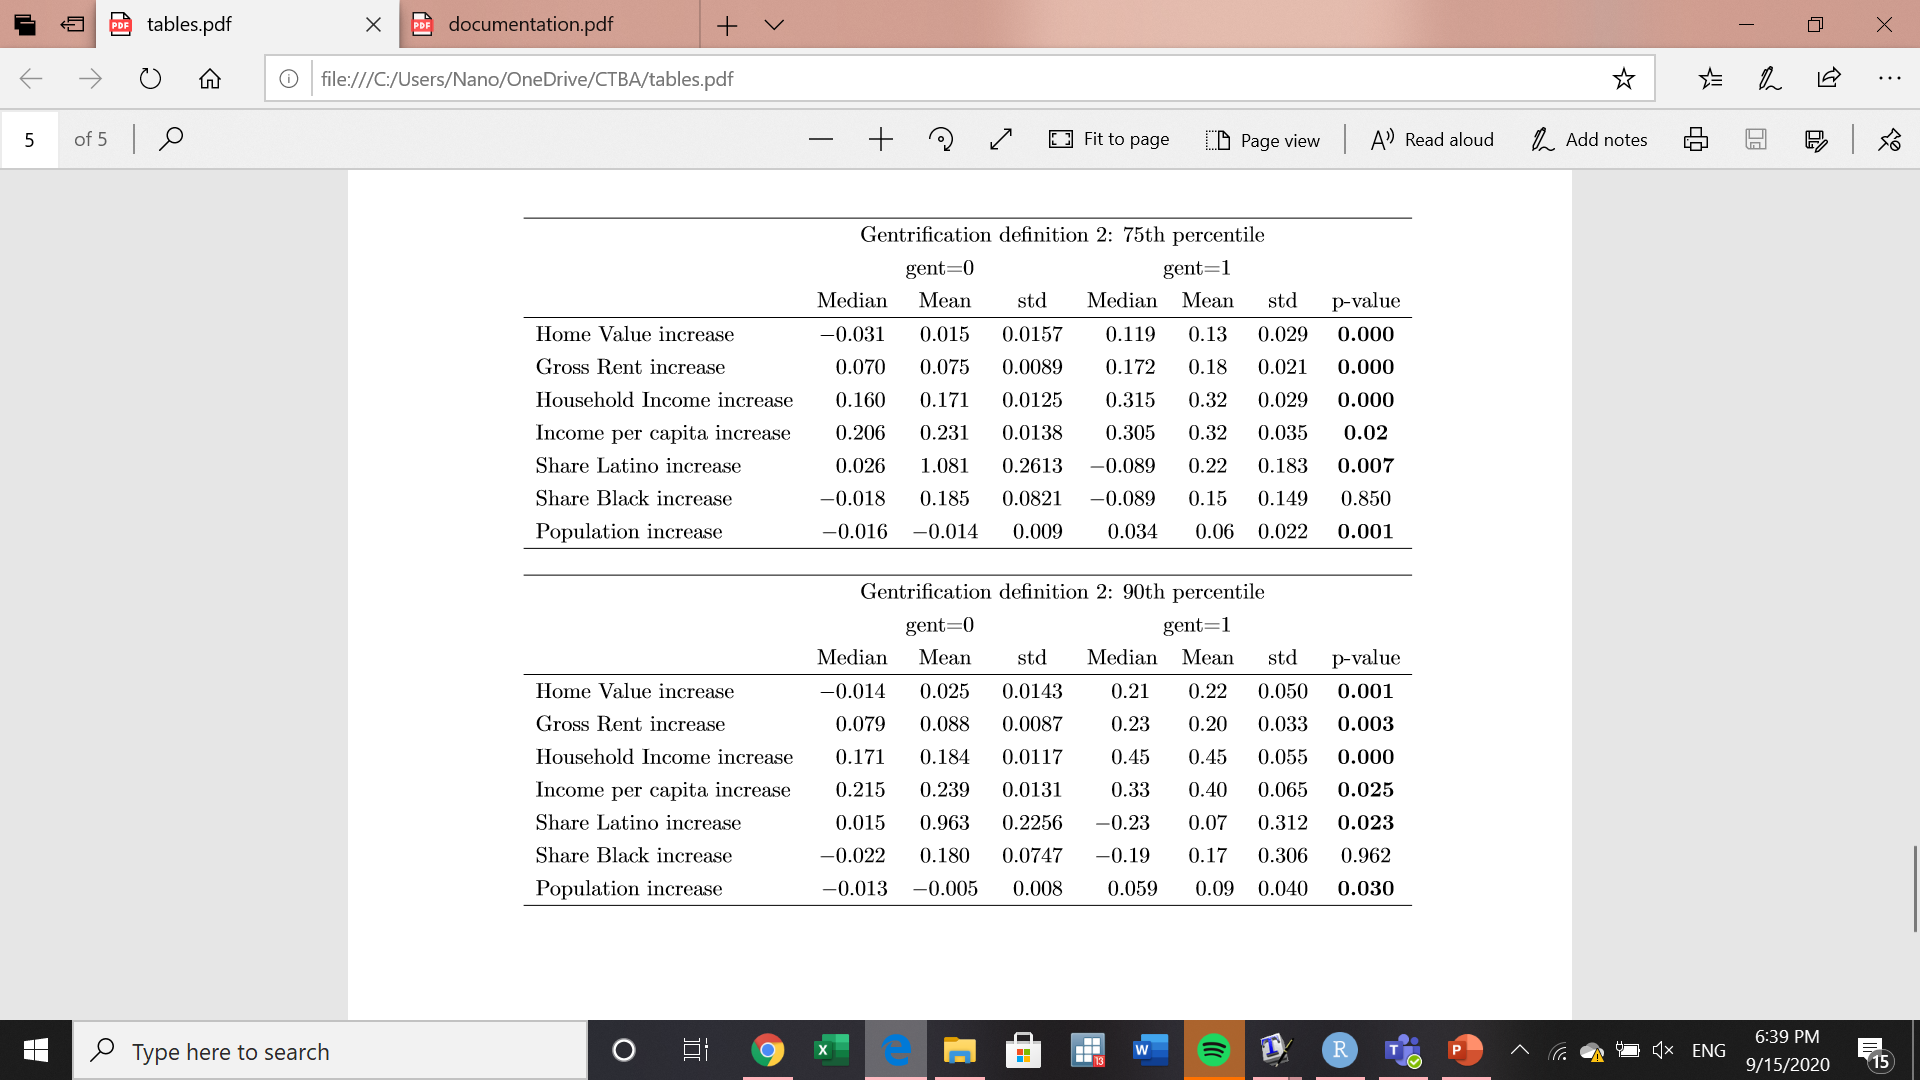 tables.pdf documentation.pdf
file:///C:/Users/Nano/OneDrive/CTBA/tables.pdf
5 of 5 Fit to page Page view Read aloud Add notes
Gentrification definition 2: 75th percentile
gent=0 gent=1
Median Mean std Median Mean std p-value
Home Value increase −0.031 0.015 0.0157 0.119 0.13 0.029 0.000
Gross Rent increase 0.070 0.075 0.0089 0.172 0.18 0.021 0.000
Household Income increase 0.160 0.171 0.0125 0.315 0.32 0.029 0.000
Income per capita increase 0.206 0.231 0.0138 0.305 0.32 0.035 0.02
Share Latino increase 0.026 1.081 0.2613 −0.089 0.22 0.183 0.007
Share Black increase −0.018 0.185 0.0821 −0.089 0.15 0.149 0.850
Population increase −0.016 −0.014 0.009 0.034 0.06 0.022 0.001
Gentrification definition 2: 90th percentile
gent=0 gent=1
Median Mean std Median Mean std p-value
Home Value increase −0.014 0.025 0.0143 0.21 0.22 0.050 0.001
Gross Rent increase 0.079 0.088 0.0087 0.23 0.20 0.033 0.003
Household Income increase 0.171 0.184 0.0117 0.45 0.45 0.055 0.000
Income per capita increase 0.215 0.239 0.0131 0.33 0.40 0.065 0.025
Share Latino increase 0.015 0.963 0.2256 −0.23 0.07 0.312 0.023
Share Black increase −0.022 0.180 0.0747 −0.19 0.17 0.306 0.962
Population increase −0.013 −0.005 0.008 0.059 0.09 0.040 0.030
Type here to search ENG 6:39 PM
9/15/2020 15